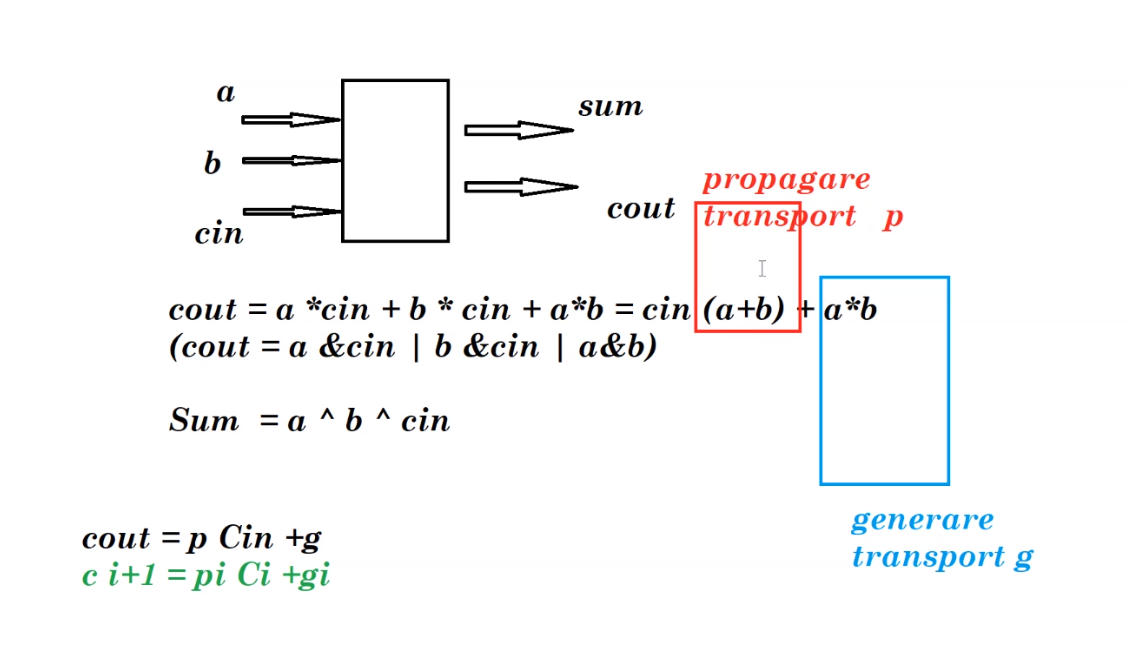 a
sum
b
propagare
cout
transport p
cin
cout = a *cin + b * cin + a*b = cin (a+b) + a*b
(cout = a &cin | b &cin | a&b)
Sum = a ^ b ^ cin
generare
transport g
cout = p Cin +g
c i+1 = pi Ci +gi